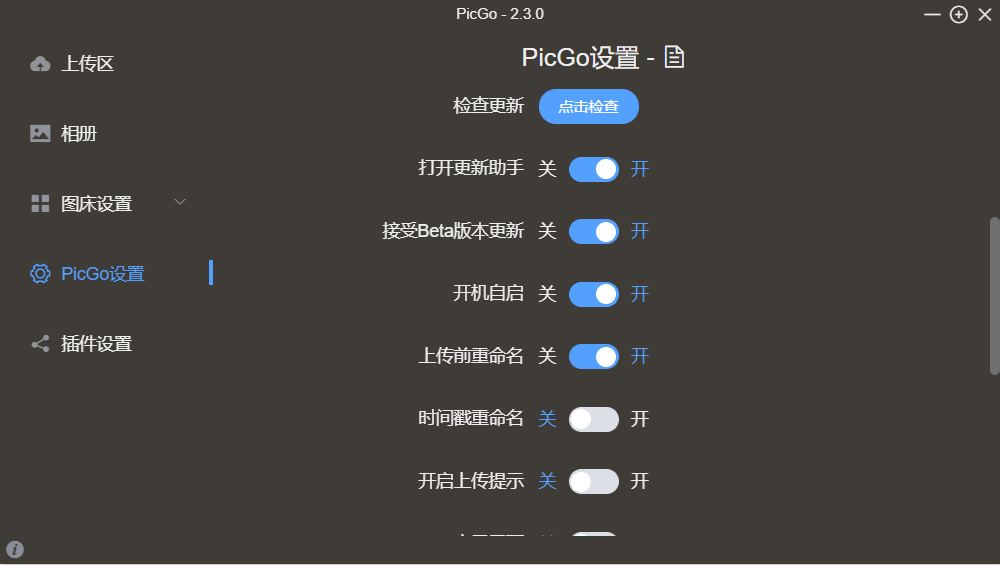 PicGo - 2.3.0
上传区
相册
图床设置
PicGo设置
插件设置
PicGo设置 -
检查更新 点击检查
打开更新助手 关 开
接受Beta版本更新 关 开
开机自启 关 开
上传前重命名 关 开
时间戳重命名 关 开
开启上传提示 关 开